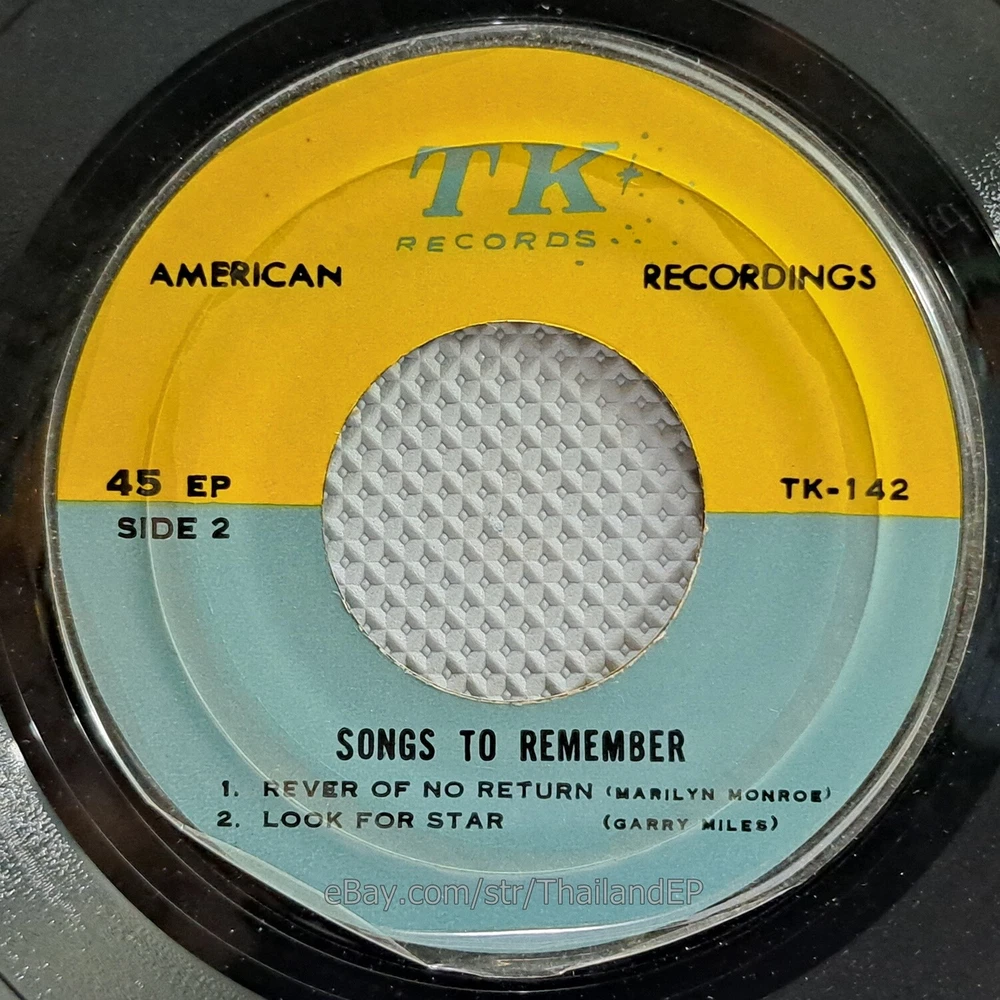 TK
RECORDS
AMERICAN RECORDINGS
45 EP TK-142
SIDE 2
SONGS TO REMEMBER
1. REVER OF NO RETURN (MARILYN MONROE)
2. LOOK FOR STAR (GARRY MILES)
eBay.com/str/ThailandEP